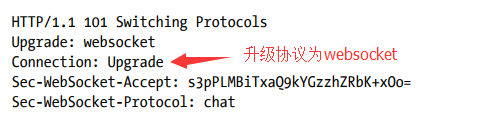 HTTP/1.1 101 Switching Protocols
Upgrade: websocket
Connection: Upgrade
升级协议为websocket
Sec-WebSocket-Accept: s3pPLMBiTxaQ9kYGzzhZRbK+xOo=
Sec-WebSocket-Protocol: chat